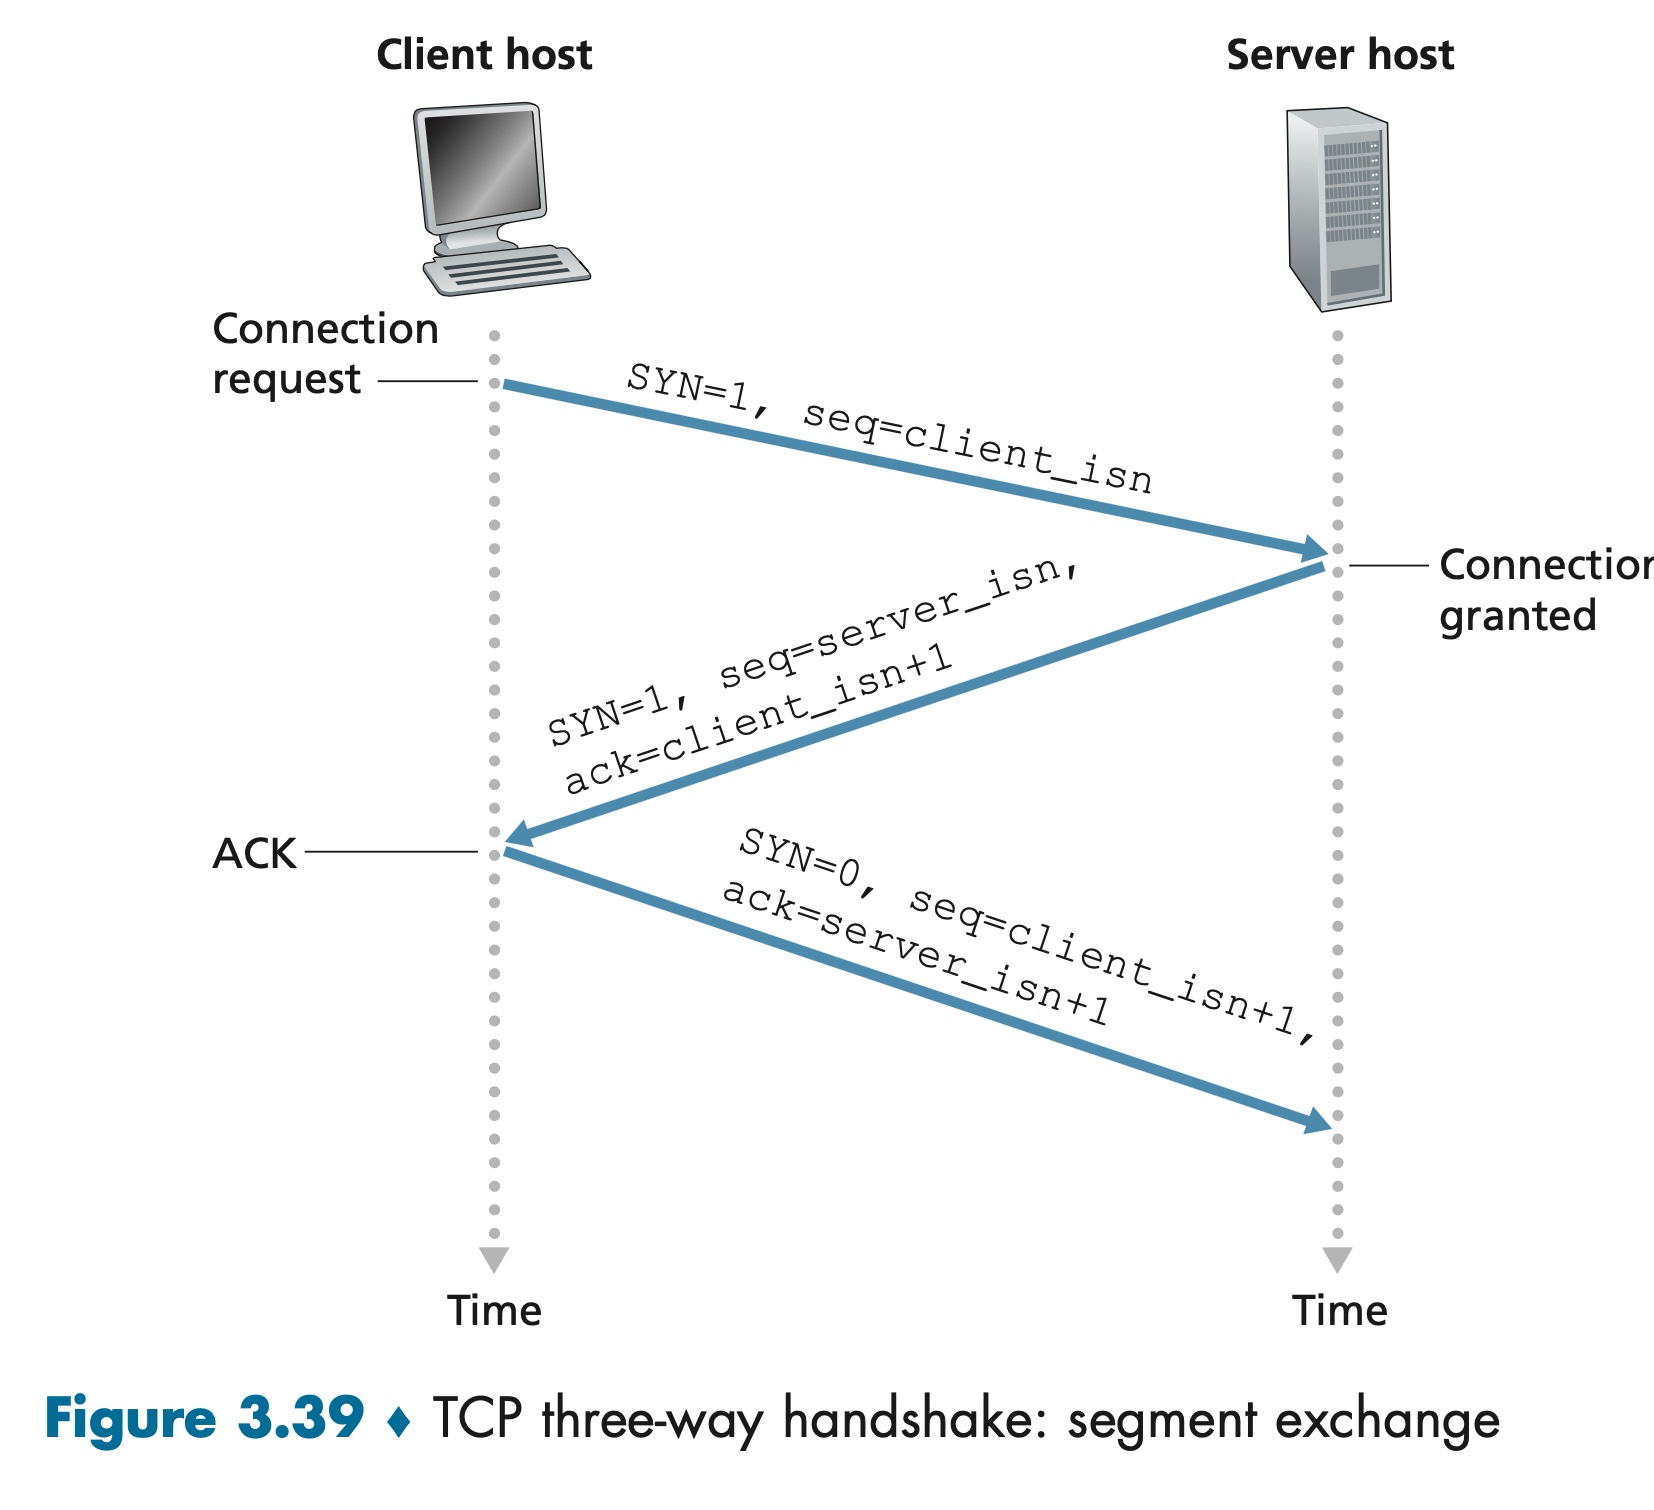 Client host
Server host
Connection
request
SYN=1, seq=client_isn
Connection
granted
SYN=1, seq=server_isn,
ack=client_isn+1
ACK
SYN=0, seq=client_isn+1,
ack=server_isn+1
Time
Time
Figure 3.39 ♦ TCP three-way handshake: segment exchange